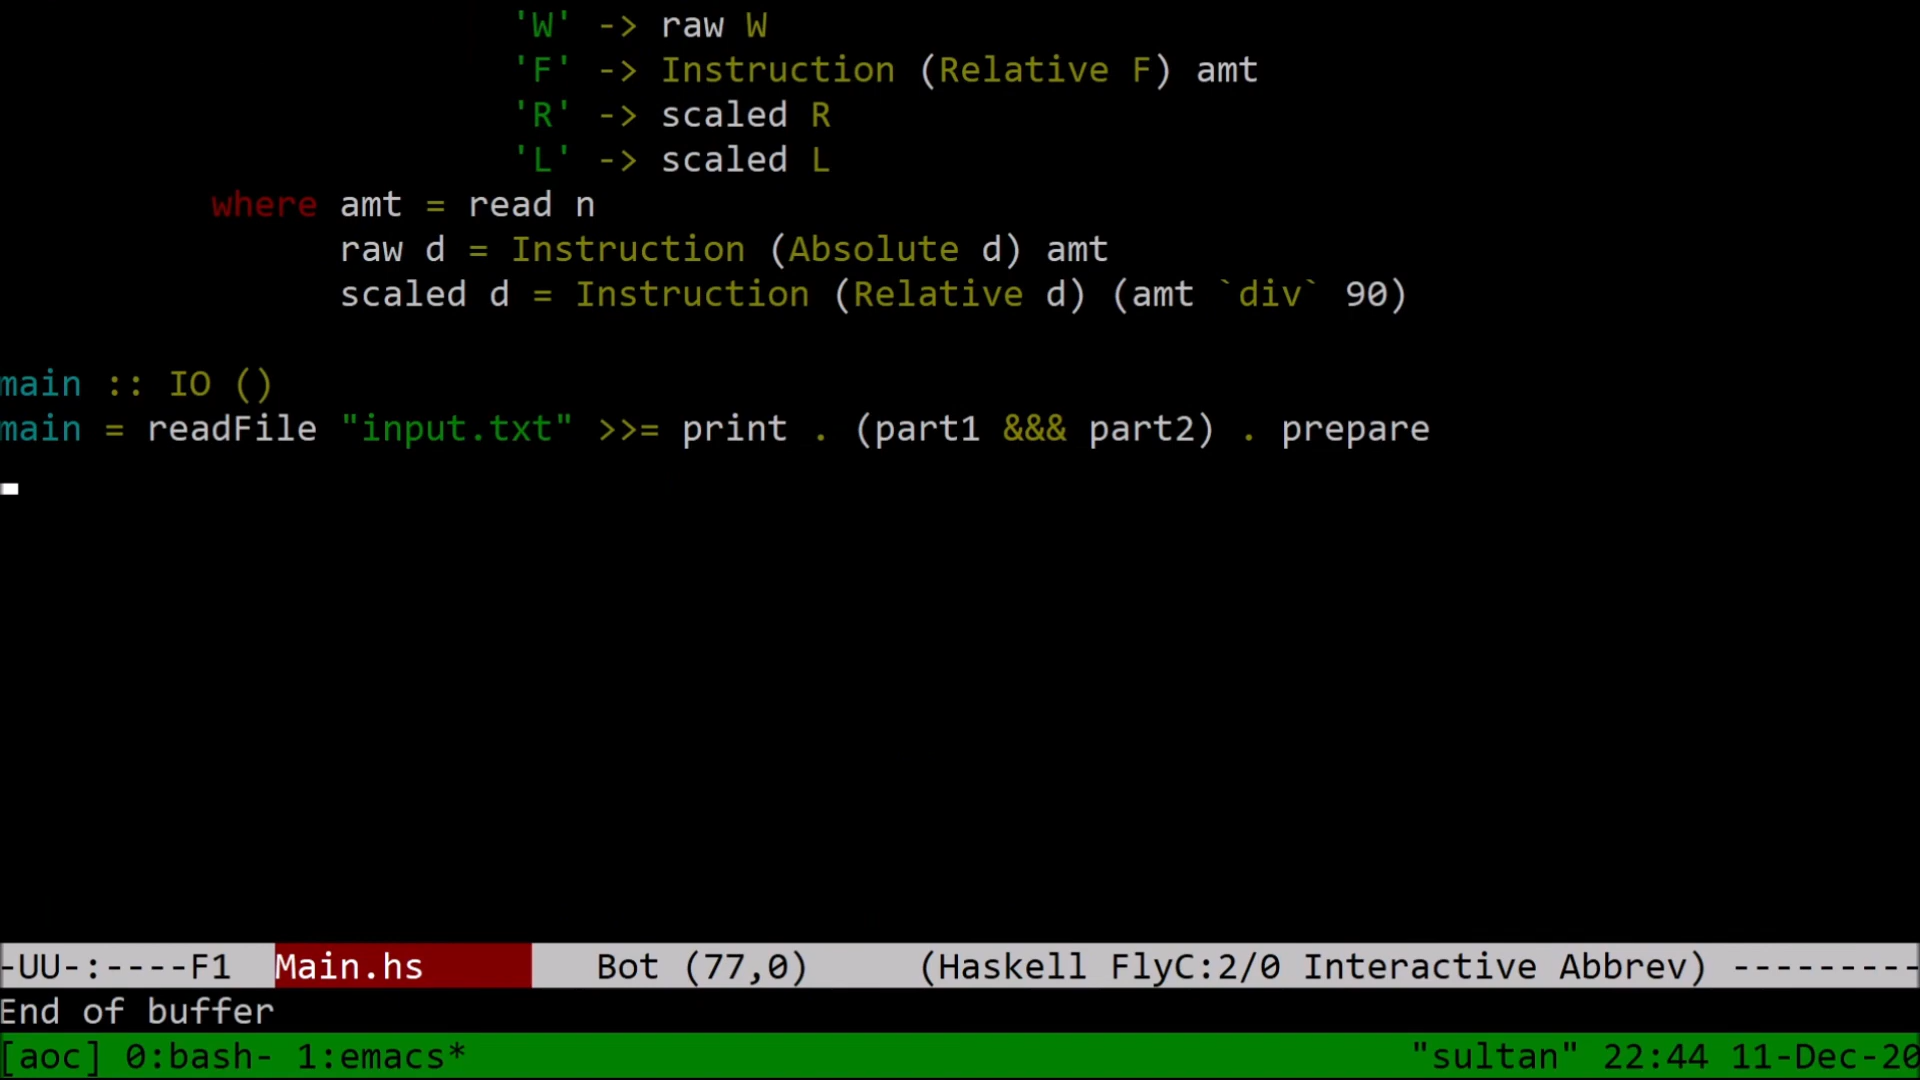 'W' -> raw W
'F' -> Instruction (Relative F) amt
'R' -> scaled R
'L' -> scaled L
where amt = read n
raw d = Instruction (Absolute d) amt
scaled d = Instruction (Relative d) (amt `div` 90)
main :: IO ()
main = readFile "input.txt" >>= print . (part1 &&& part2) . prepare
-UU-:----F1 Main.hs Bot (77,0) (Haskell FlyC:2/0 Interactive Abbrev) ---------
End of buffer
[aoc] 0:bash- 1:emacs* "sultan" 22:44 11-Dec-20